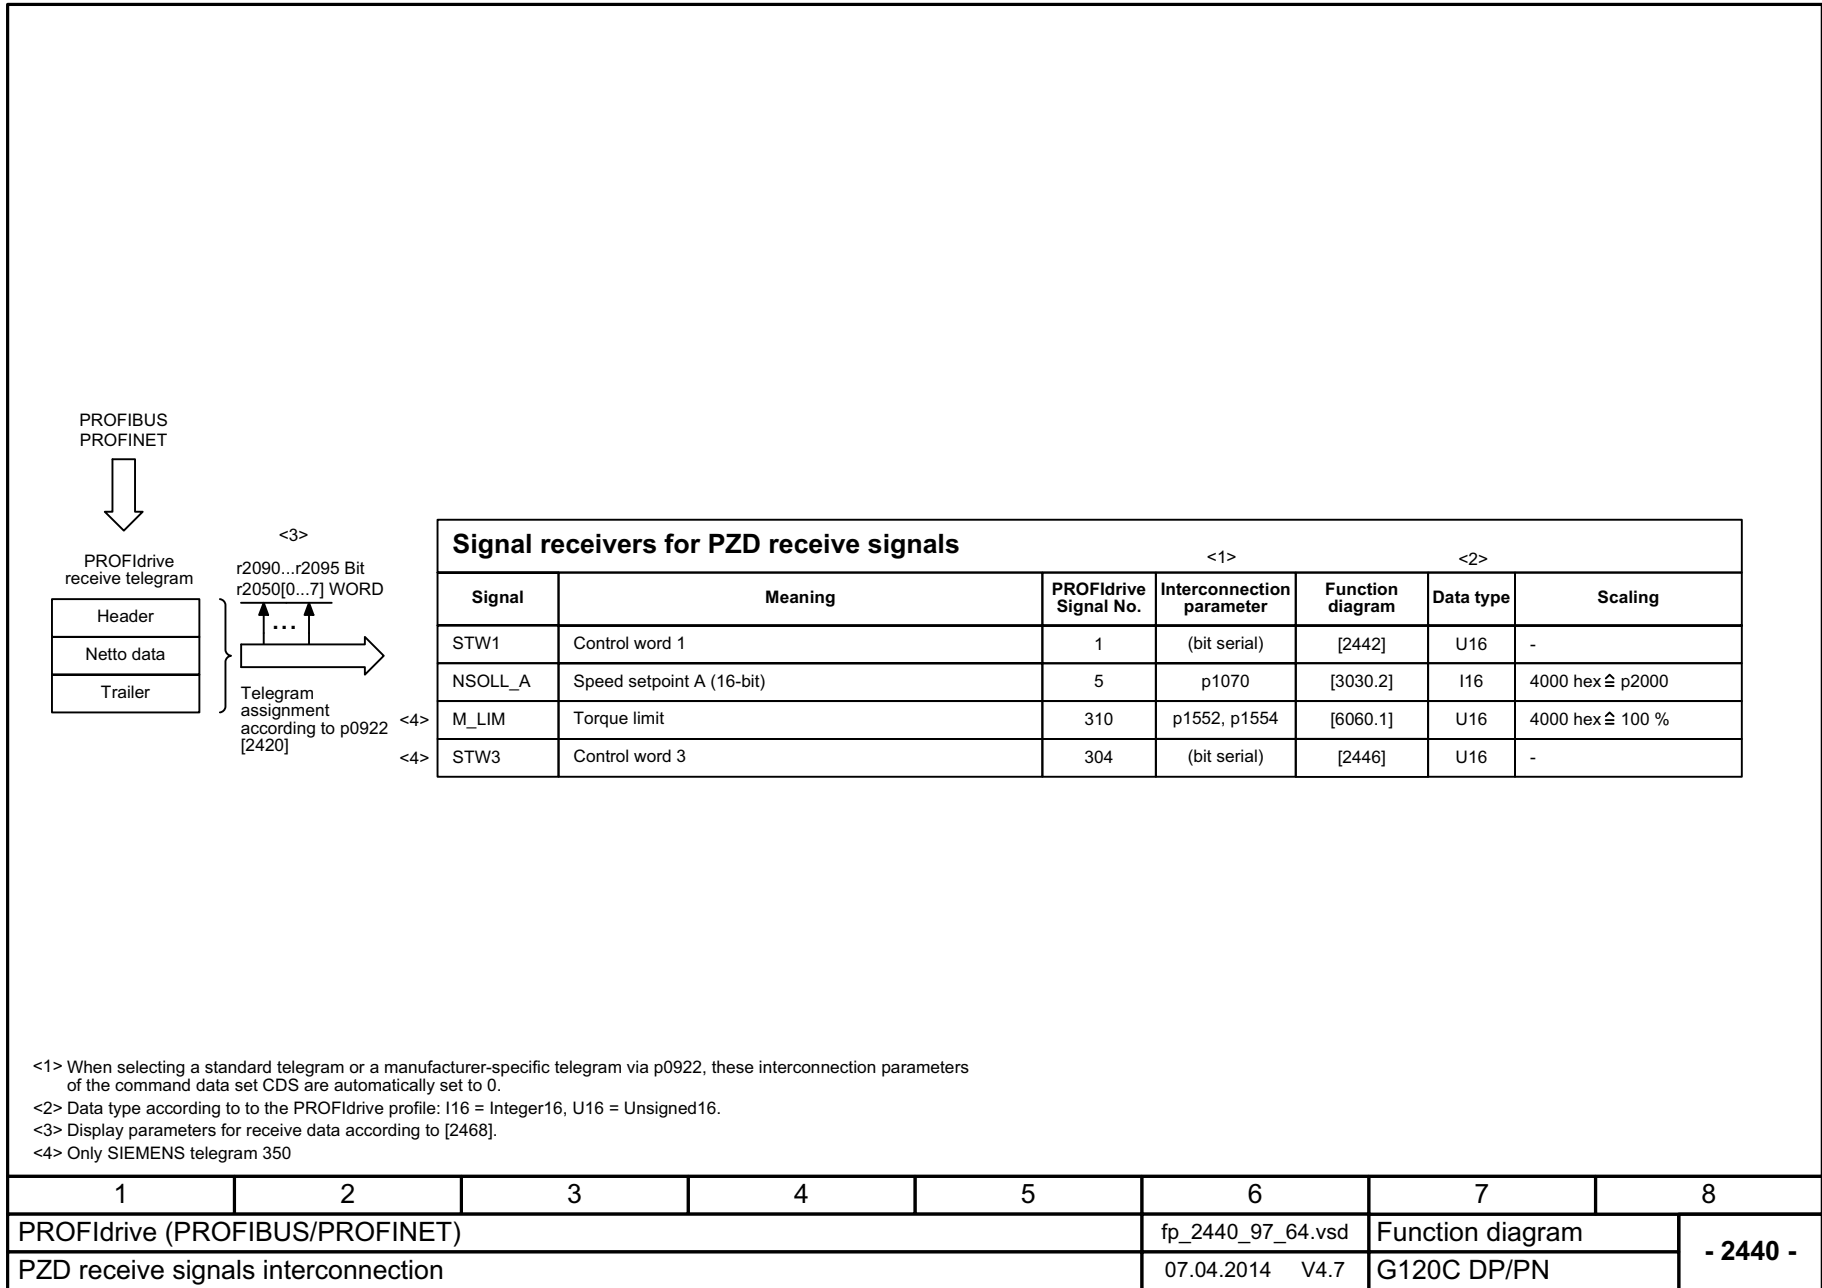 PROFIBUS
PROFINET
PROFIdrive
receive telegram
Header
Netto data
Trailer
<3>
r2090...r2095 Bit
r2050[0...7] WORD
...
Telegram
assignment
according to p0922
[2420]
Signal receivers for PZD receive signals <1> <2>
Signal Meaning PROFIdrive Signal No. Interconnection parameter Function diagram Data type Scaling
STW1 Control word 1 1 (bit serial) [2442] U16 -
NSOLL_A Speed setpoint A (16-bit) 5 p1070 [3030.2] I16 4000 hex ≙ p2000
<4> M_LIM Torque limit 310 p1552, p1554 [6060.1] U16 4000 hex ≙ 100 %
<4> STW3 Control word 3 304 (bit serial) [2446] U16 -
<1> When selecting a standard telegram or a manufacturer-specific telegram via p0922, these interconnection parameters
of the command data set CDS are automatically set to 0.
<2> Data type according to to the PROFIdrive profile: I16 = Integer16, U16 = Unsigned16.
<3> Display parameters for receive data according to [2468].
<4> Only SIEMENS telegram 350
1 2 3 4 5 6 7 8
PROFIdrive (PROFIBUS/PROFINET) fp_2440_97_64.vsd Function diagram
- 2440 -
PZD receive signals interconnection 07.04.2014 V4.7 G120C DP/PN